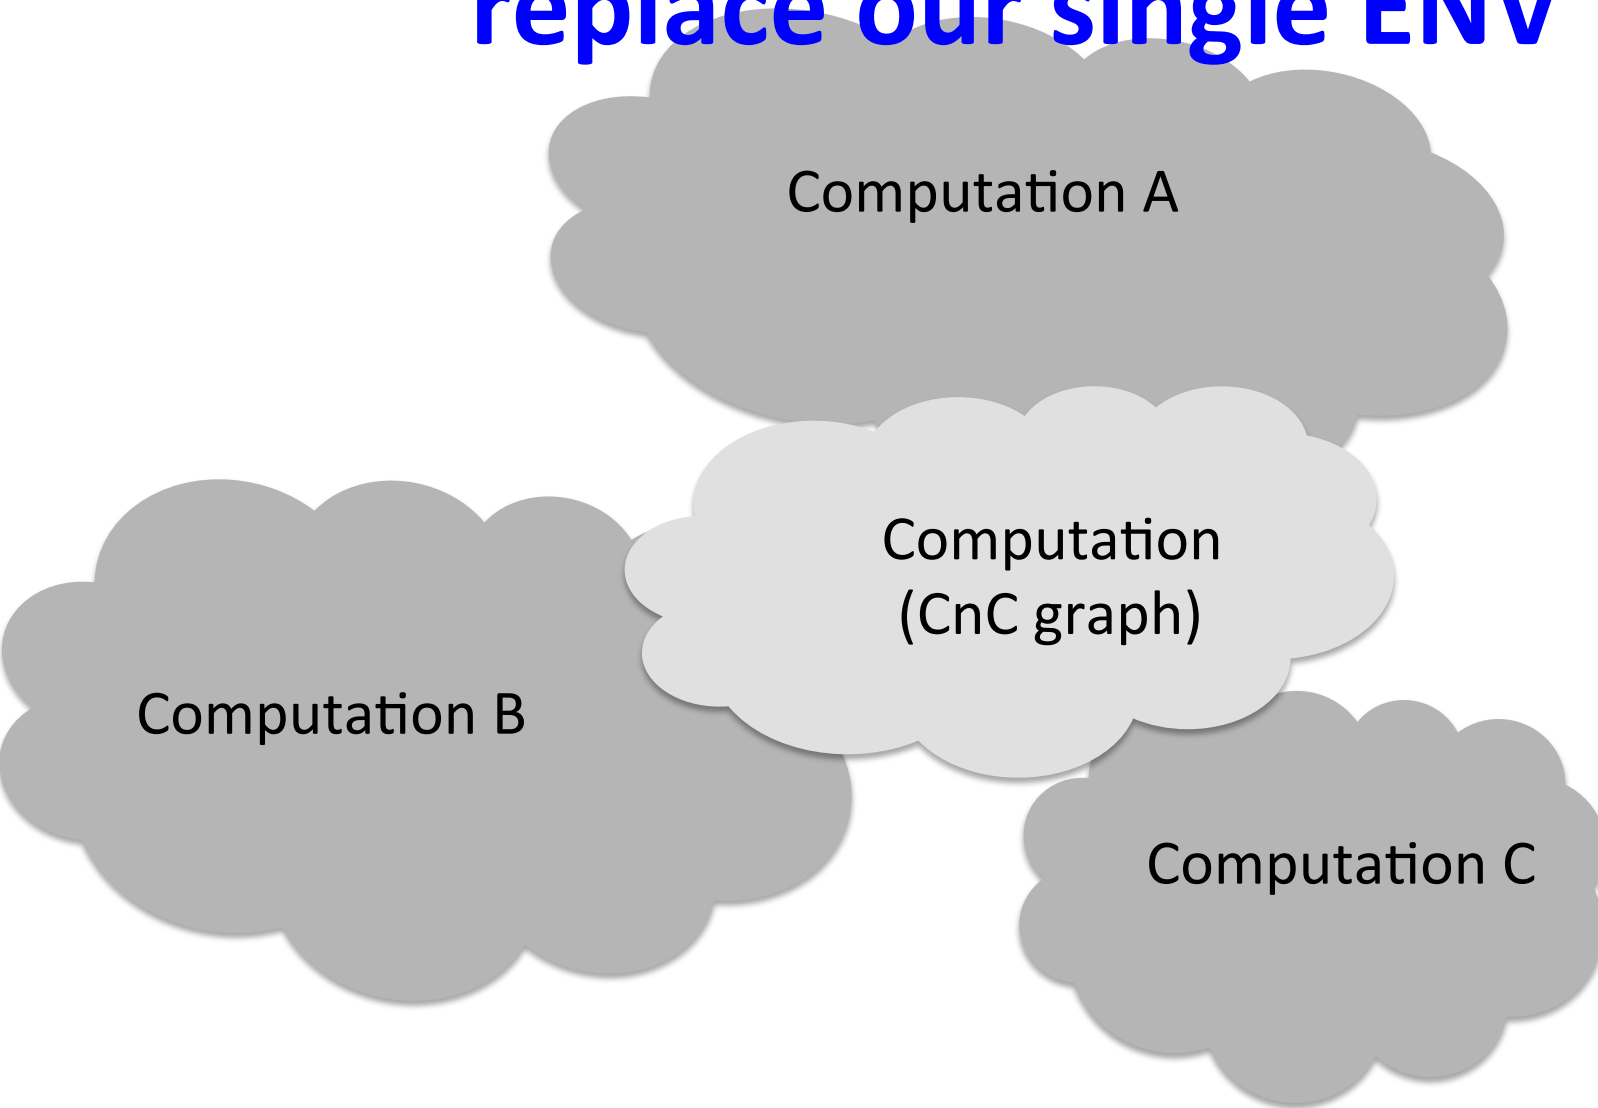 replace our single ENV
Computation A
Computation
(CnC graph)
Computation B
Computation C